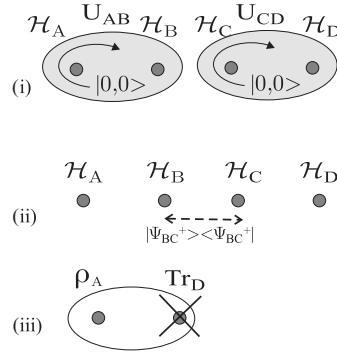 U_AB U_CD
ℋ_A ℋ_B ℋ_C ℋ_D
(i) |0,0> |0,0>
ℋ_A ℋ_B ℋ_C ℋ_D
(ii)
|Ψ_BC⁺><Ψ_BC⁺|
ρ_A Tr_D
(iii)